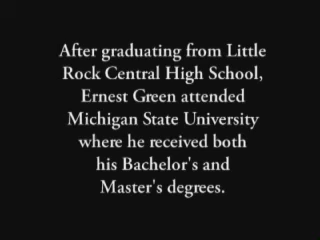 After graduating from Little
Rock Central High School,
Ernest Green attended
Michigan State University
where he received both
his Bachelor's and
Master's degrees.